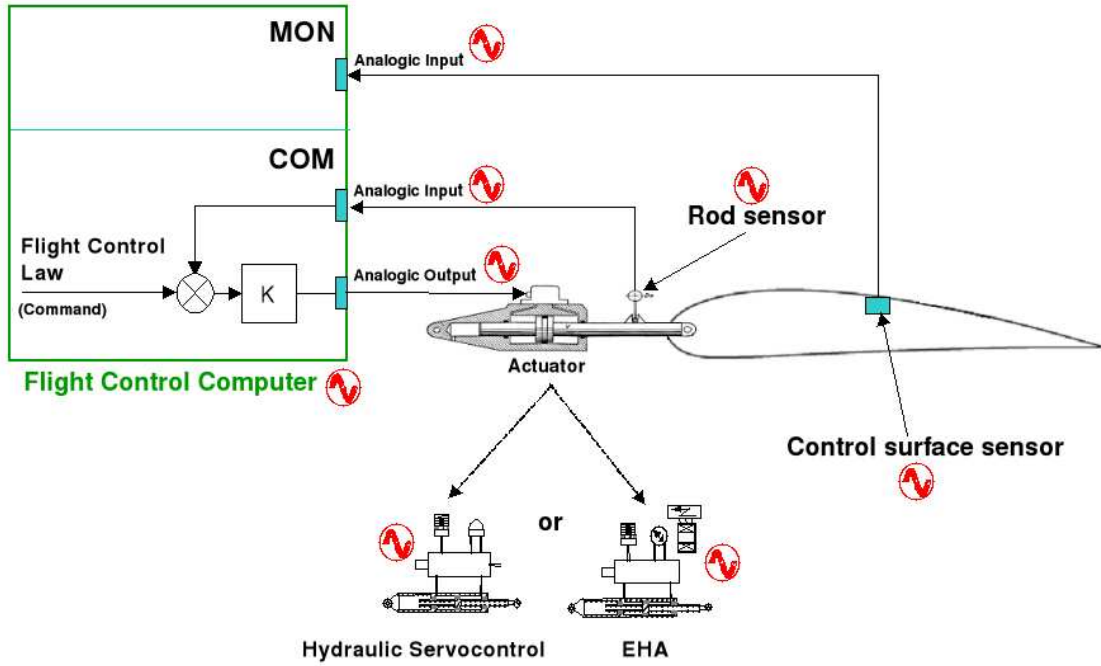 MON
Analogic Input
COM
Analogic Input
Rod sensor
Flight Control
Law
(Command)
K
Analogic Output
Actuator
Flight Control Computer
Control surface sensor
or
Hydraulic Servocontrol
EHA